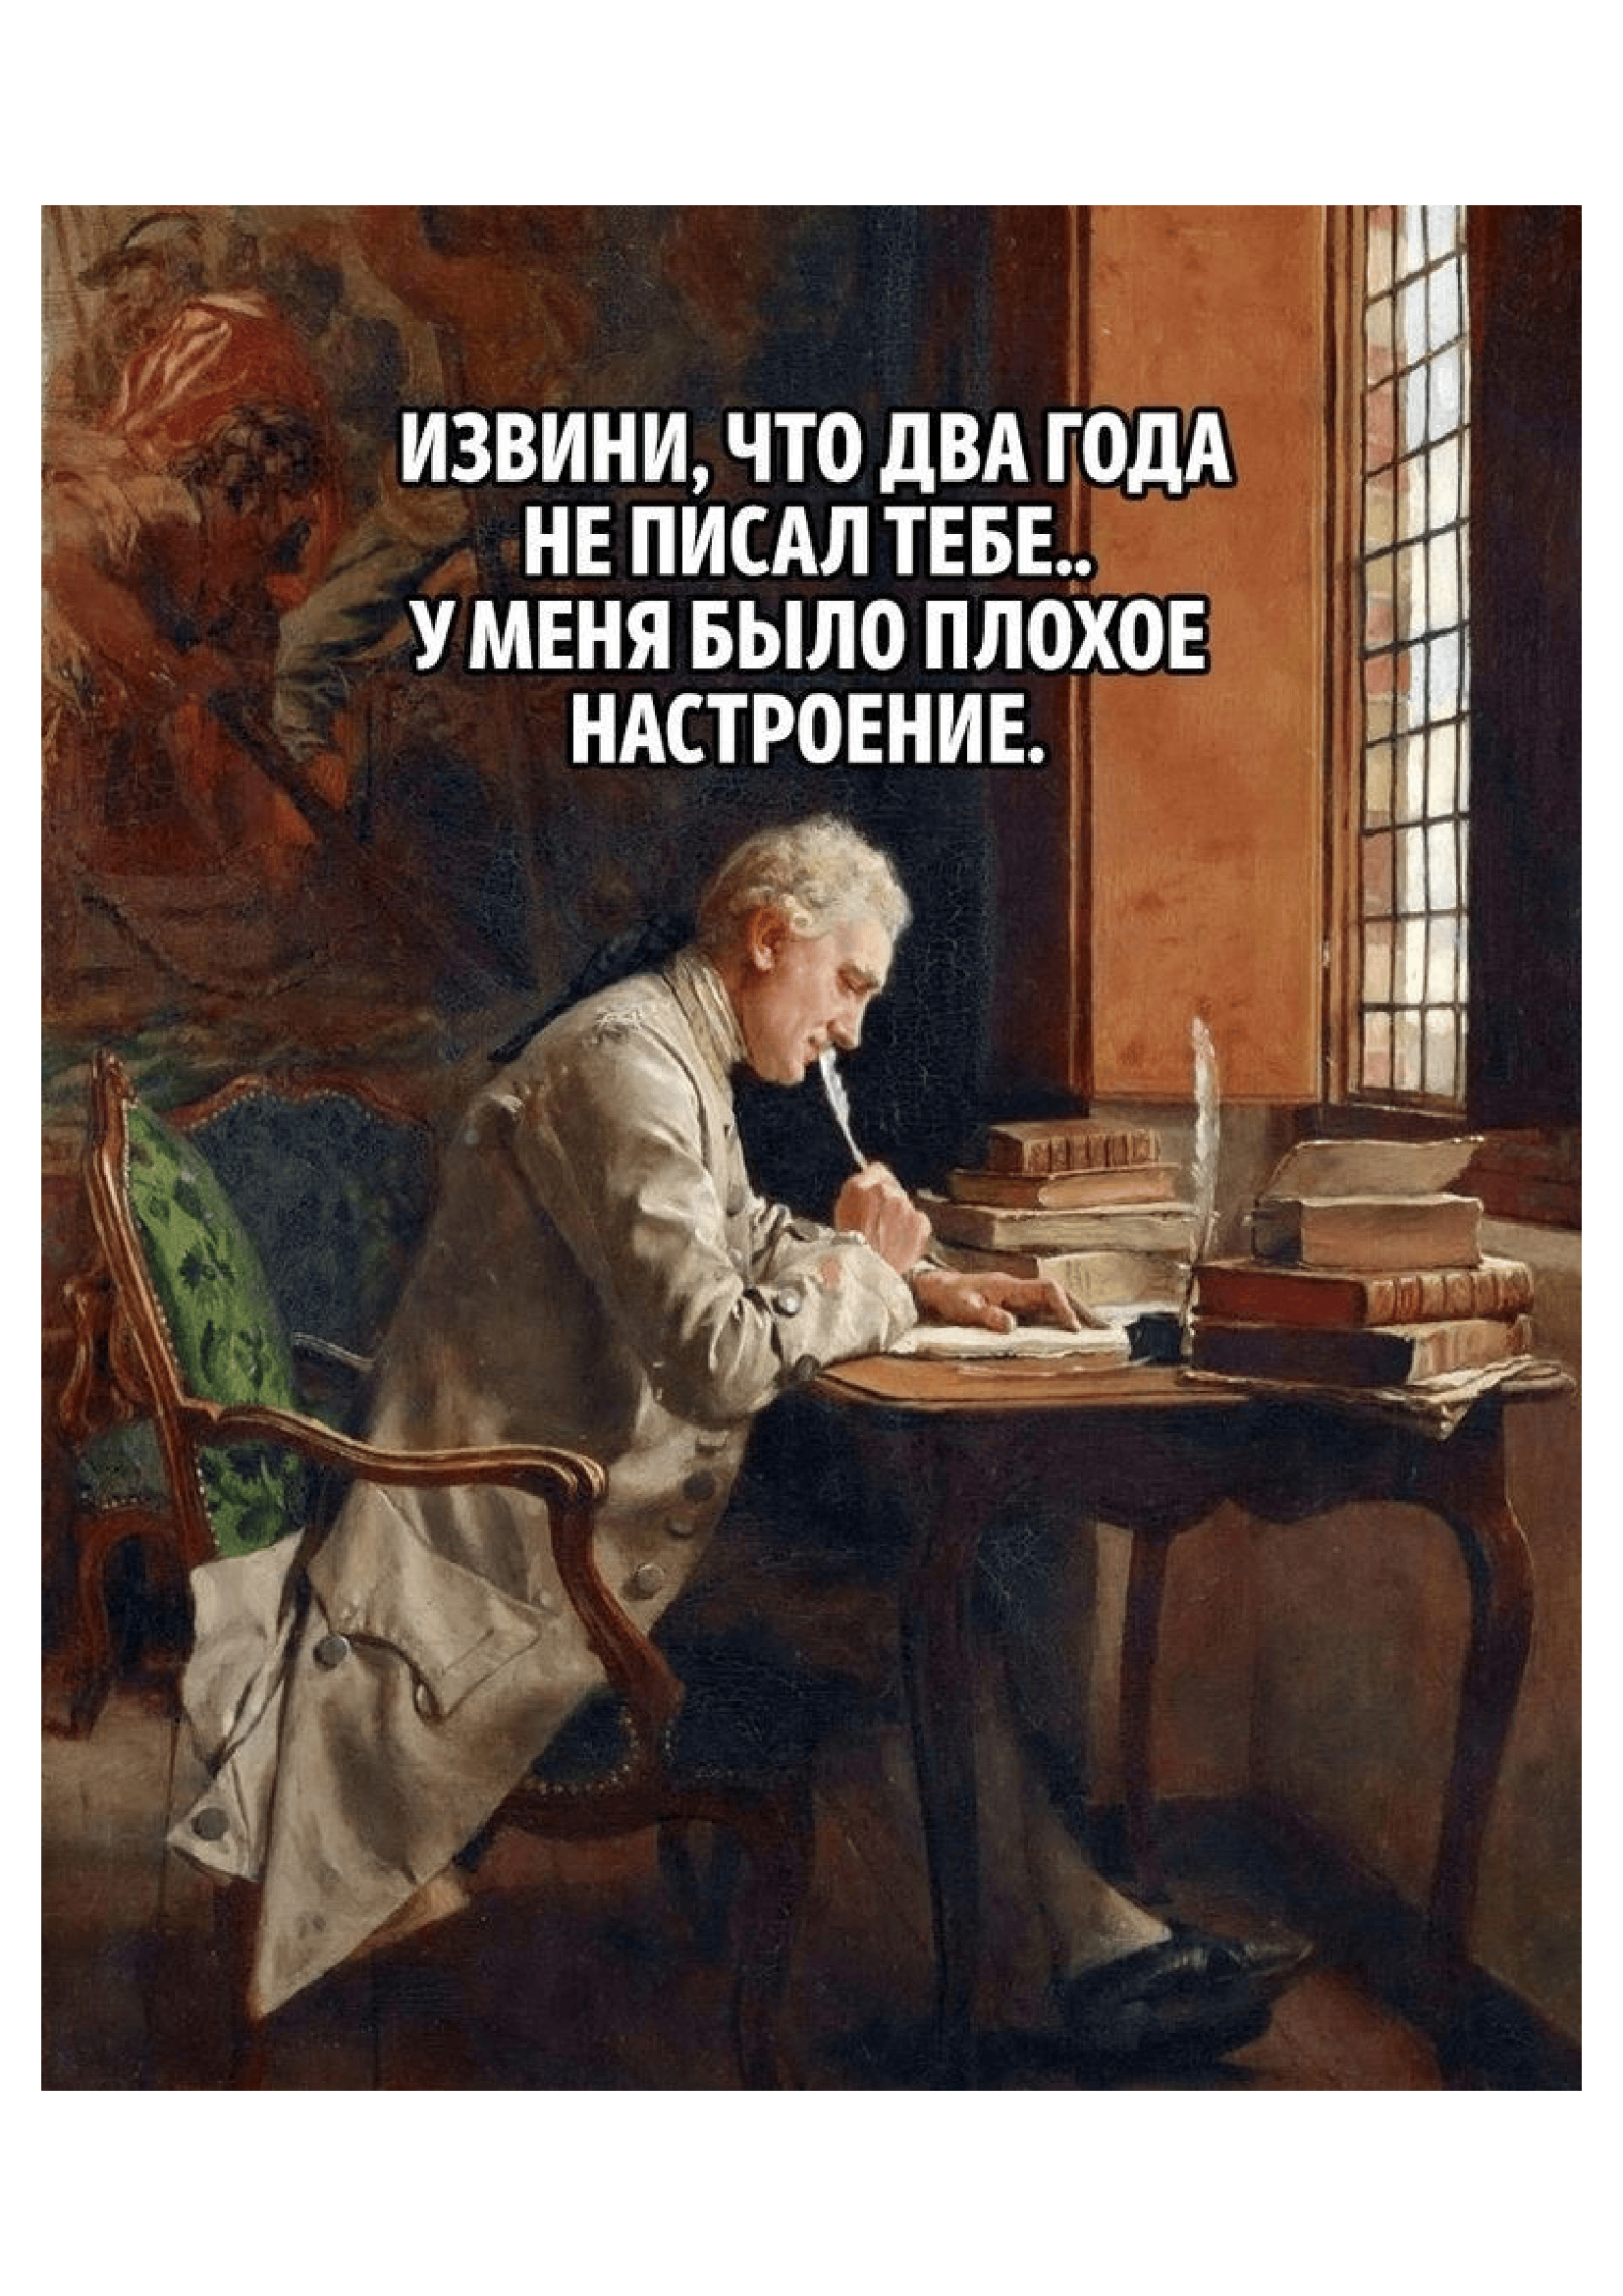 ИЗВИНИ, ЧТО ДВА ГОДА
НЕ ПИСАЛ ТЕБЕ..
У МЕНЯ БЫЛО ПЛОХОЕ
НАСТРОЕНИЕ.